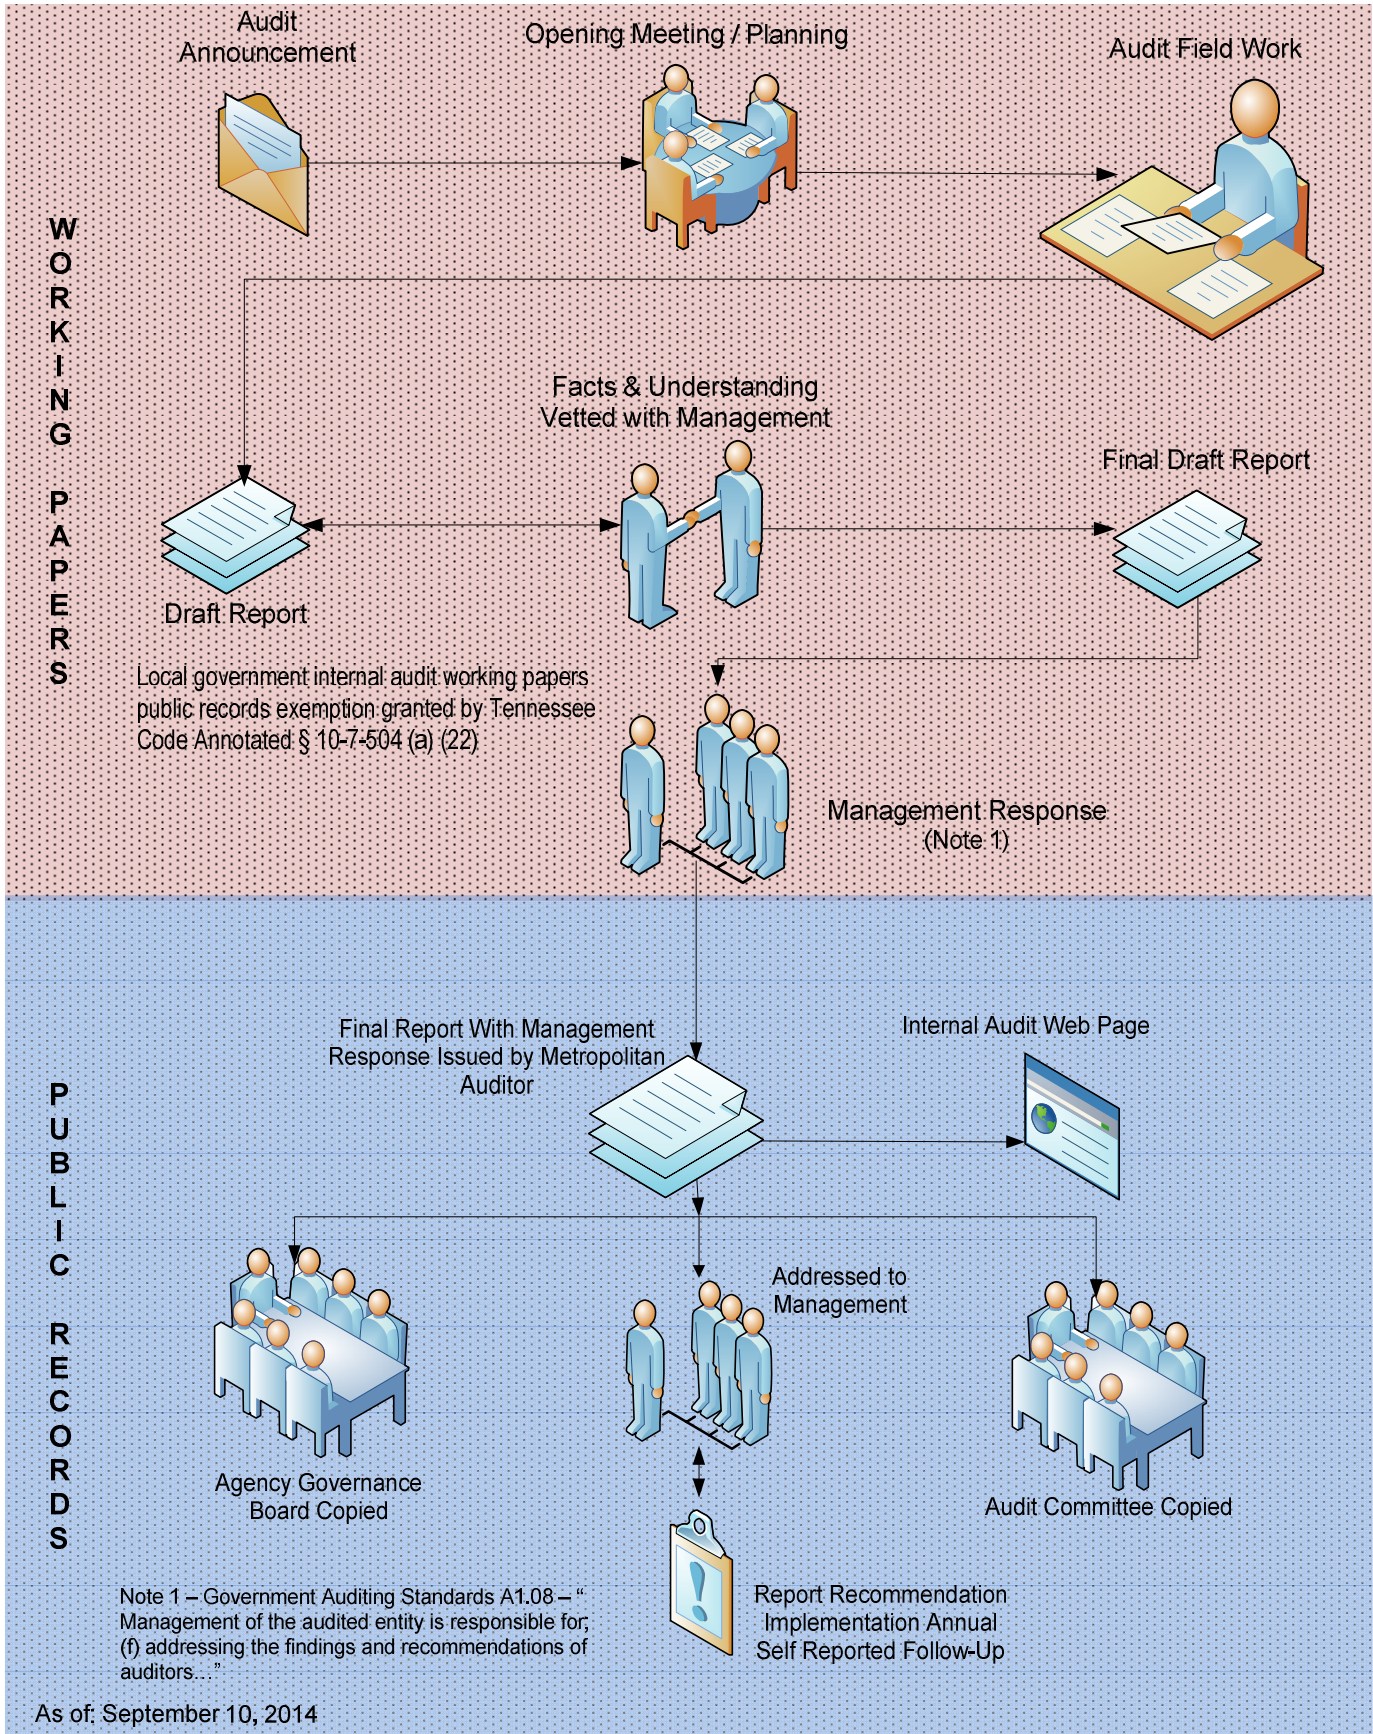 Audit
Announcement
Opening Meeting / Planning
Audit Field Work
WORKING PAPERS
Facts & Understanding
Vetted with Management
Final Draft Report
Draft Report
Local government internal audit working papers
public records exemption granted by Tennessee
Code Annotated § 10-7-504 (a) (22)
Management Response
(Note 1)
PUBLIC RECORDS
Final Report With Management
Response Issued by Metropolitan
Auditor
Internal Audit Web Page
Addressed to
Management
Agency Governance
Board Copied
Audit Committee Copied
Report Recommendation
Implementation Annual
Self Reported Follow-Up
Note 1 – Government Auditing Standards A1.08 – “
Management of the audited entity is responsible for;
(f) addressing the findings and recommendations of
auditors…”
As of: September 10, 2014